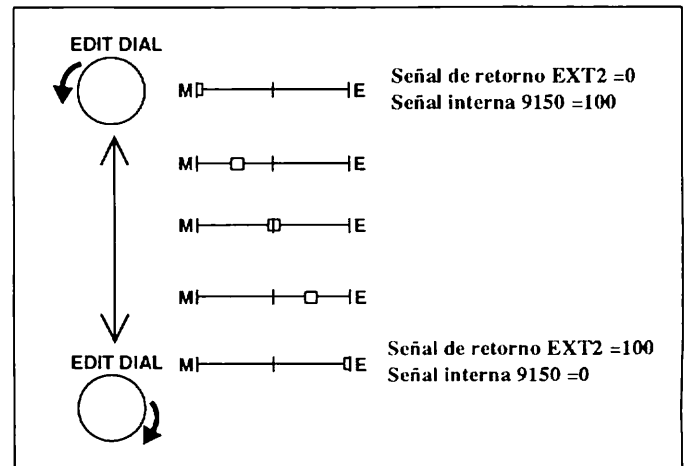 EDIT DIAL
M E Señal de retorno EXT2 =0
Señal interna 9150 =100
M E
M E
M E
EDIT DIAL M E Señal de retorno EXT2 =100
Señal interna 9150 =0